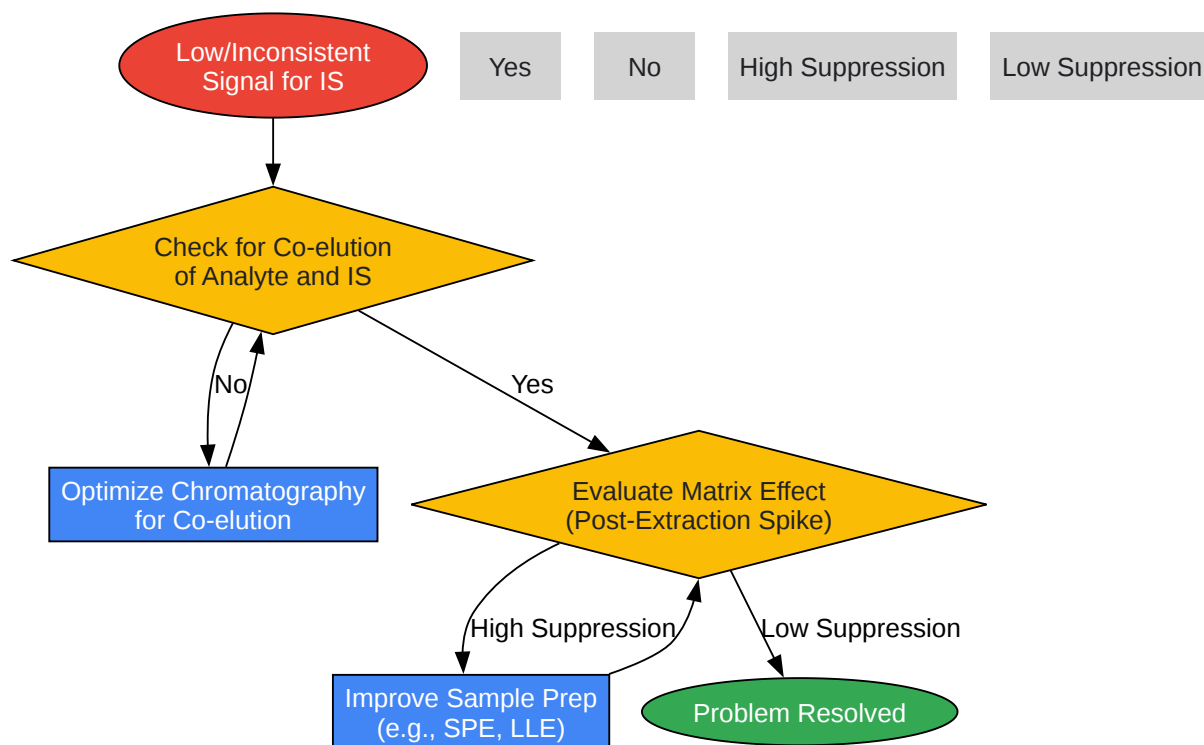 Low/Inconsistent
Signal for IS
Yes
No
High Suppression
Low Suppression
Check for Co-elution
of Analyte and IS
No
Yes
Optimize Chromatography
for Co-elution
Evaluate Matrix Effect
(Post-Extraction Spike)
High Suppression
Low Suppression
Improve Sample Prep
(e.g., SPE, LLE)
Problem Resolved